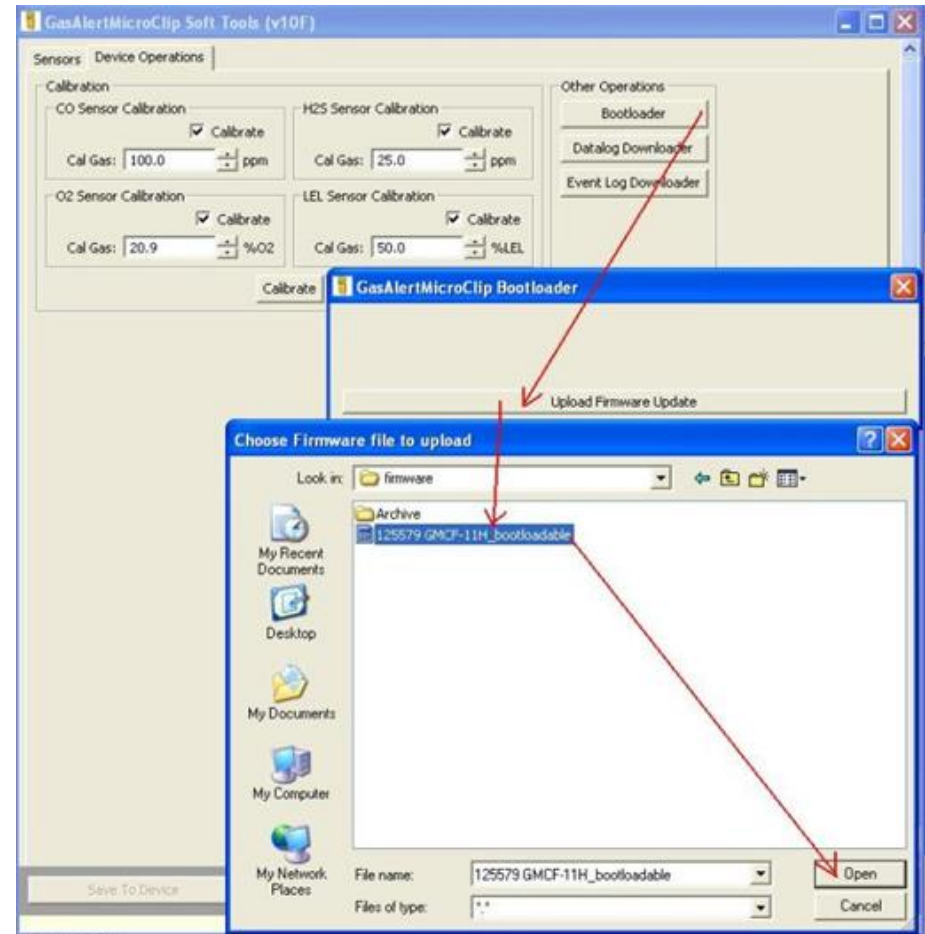 GasAlertMicroClip Soft Tools (v10F)
Sensors Device Operations
Calibration
CO Sensor Calibration
Calibrate
Cal Gas: 100.0 ppm
H2S Sensor Calibration
Calibrate
Cal Gas: 25.0 ppm
O2 Sensor Calibration
Calibrate
Cal Gas: 20.9 %O2
LEL Sensor Calibration
Calibrate
Cal Gas: 50.0 %LEL
Calibrate
Other Operations
Bootloader
Datalog Downloader
Event Log Downloader
GasAlertMicroClip Bootloader
Upload Firmware Update
Choose Firmware file to upload
Look in: firmware
Archive
125579 GMCF-11H_bootloadable
My Recent
Documents
Desktop
My Documents
My Computer
My Network
Places
File name: 125579 GMCF-11H_bootloadable
Open
Files of type: *.*
Cancel
Save To Device